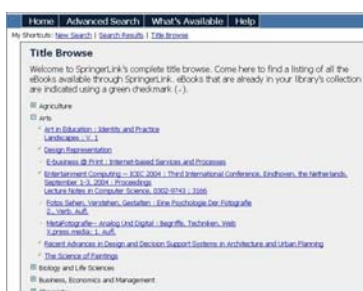 Home Advanced Search What's Available Help
My Shortcuts: New Search | Search Results | Title Browse
Title Browse
Welcome to SpringerLink's complete title browse. Come here to find a listing of all the
eBooks available through SpringerLink. eBooks that are already in your library's collection
are indicated using a green checkmark (✓).
Agriculture
Arts
Art in Education : Identity and Practice
Landscapes ; V. 1
Design Representation
E-business @ Print : Internet-based Services and Processes
Entertainment Computing -- ICEC 2004 : Third International Conference, Eindhoven, the Netherlands,
September 1-3, 2004 : Proceedings
Lecture Notes in Computer Science, 0302-9743 ; 3166
Fotos Sehen, Verstehen, Gestalten : Eine Psychologie Der Fotografie
2., Verb. Aufl.
MetaFotografie-- Analog Und Digital : Begriffe, Techniken, Web
X.press.media; 1. Aufl.
Recent Advances in Design and Decision Support Systems in Architecture and Urban Planning
The Science of Paintings
Biology and Life Sciences
Business, Economics and Management